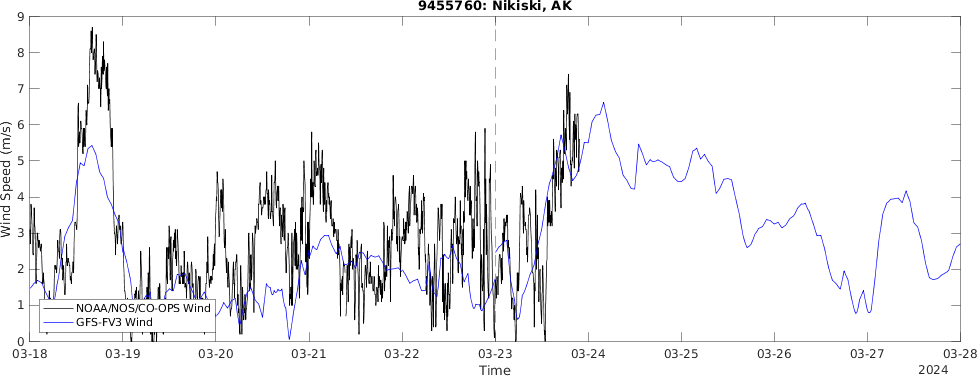 9455760: Nikiski, AK
9
8
7
6
5
4
3
2
1
0
Wind Speed (m/s)
NOAA/NOS/CO-OPS Wind
GFS-FV3 Wind
03-18 03-19 03-20 03-21 03-22 03-23 03-24 03-25 03-26 03-27 03-28
Time
2024